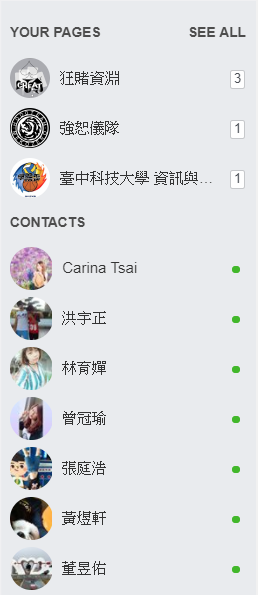 YOUR PAGES SEE ALL
狂賭資淵 3
強恕儀隊 1
臺中科技大學 資訊與... 1
CONTACTS
Carina Tsai
洪宇正
林育嬋
曾冠瑜
張庭浩
黃煜軒
董昱佑